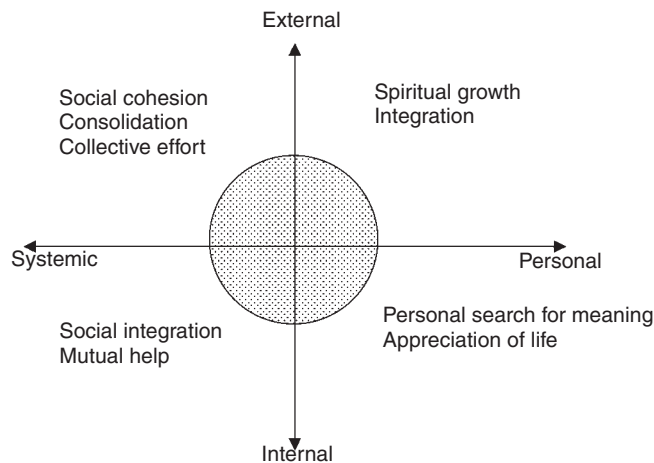 External
Social cohesion
Consolidation
Collective effort
Spiritual growth
Integration
Systemic
Personal
Social integration
Mutual help
Personal search for meaning
Appreciation of life
Internal